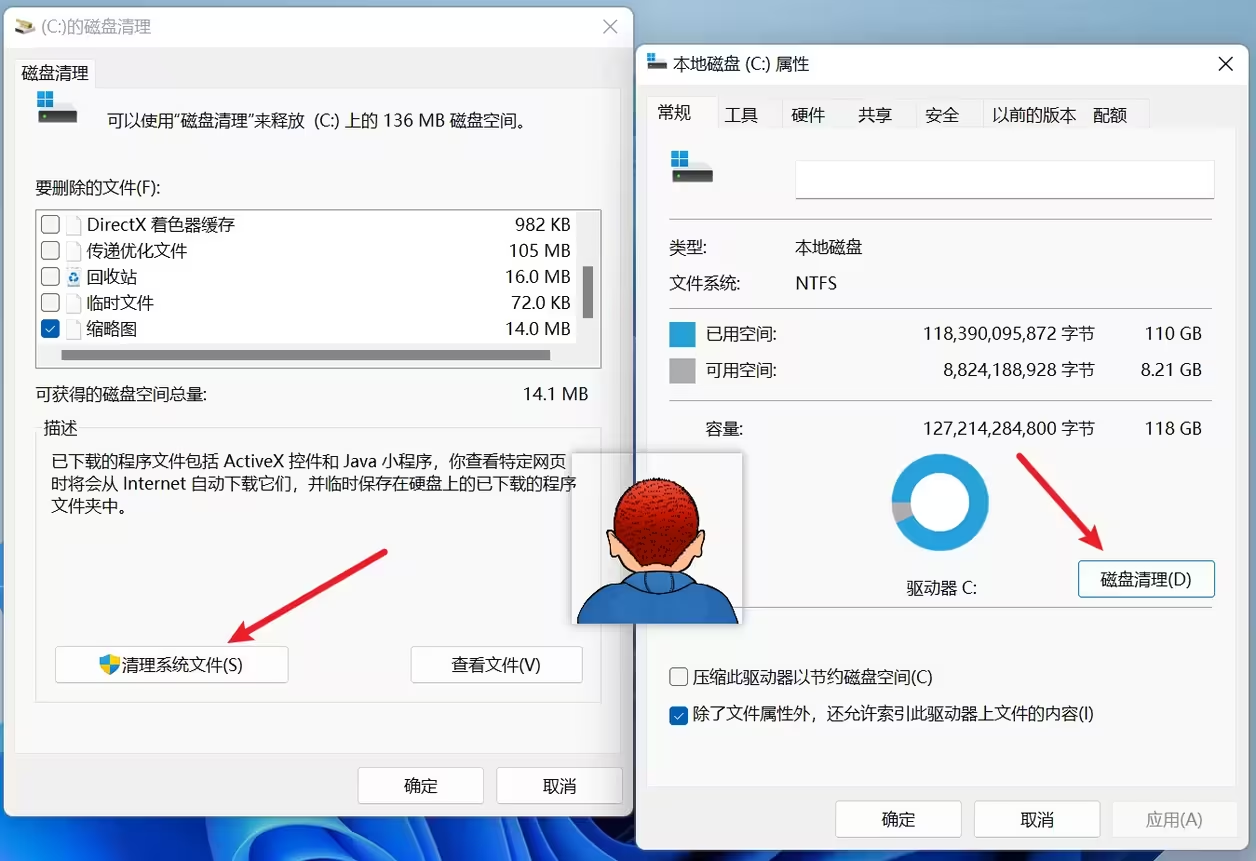 (C:)的磁盘清理
磁盘清理
可以使用“磁盘清理”来释放 (C:) 上的 136 MB 磁盘空间。
要删除的文件(F):
DirectX 着色器缓存 982 KB
传递优化文件 105 MB
回收站 16.0 MB
临时文件 72.0 KB
缩略图 14.0 MB
可获得的磁盘空间总量: 14.1 MB
描述
已下载的程序文件包括 ActiveX 控件和 Java 小程序，你查看特定网页
时将会从 Internet 自动下载它们，并临时保存在硬盘上的已下载的程序
文件夹中。
清理系统文件(S) 查看文件(V)
确定 取消
本地磁盘 (C:) 属性
常规 工具 硬件 共享 安全 以前的版本 配额
类型: 本地磁盘
文件系统: NTFS
已用空间: 118,390,095,872 字节 110 GB
可用空间: 8,824,188,928 字节 8.21 GB
容量: 127,214,284,800 字节 118 GB
驱动器 C: 磁盘清理(D)
压缩此驱动器以节约磁盘空间(C)
除了文件属性外，还允许索引此驱动器上文件的内容(I)
确定 取消 应用(A)